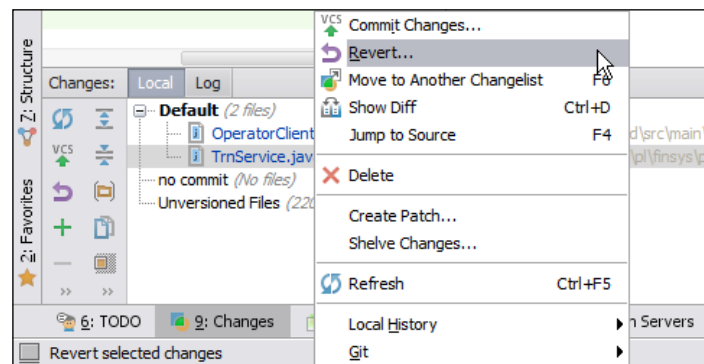 Z: Structure
2: Favorites
Changes: Local Log
Default (2 files)
OperatorClient
TrnService.jav
no commit (No files)
Unversioned Files (220
VCS
VCS Commit Changes...
Revert...
Move to Another Changelist F6
Show Diff Ctrl+D
Jump to Source F4
Delete
Create Patch...
Shelve Changes...
Refresh Ctrl+F5
Local History
Git
d\src\main\
\pl\finsys\p
6: TODO 9: Changes n Servers
Revert selected changes